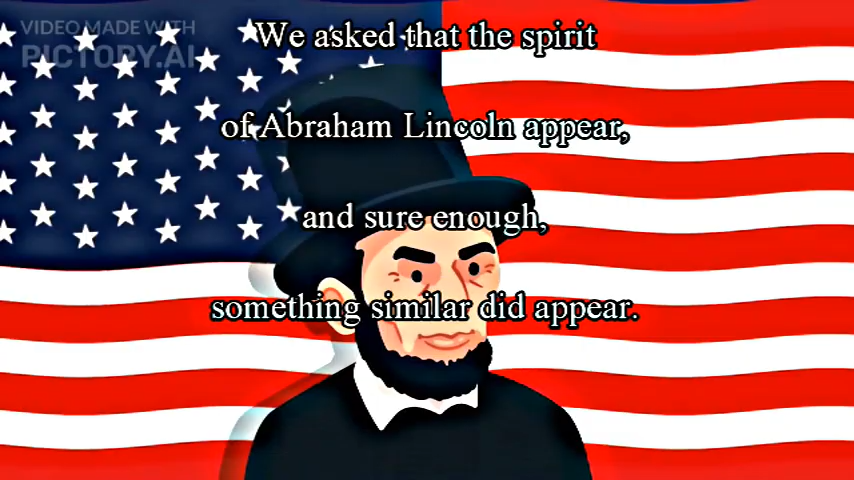 VIDEO MADE WITH
PICTORY.AI
We asked that the spirit
of Abraham Lincoln appear,
and sure enough,
something similar did appear.